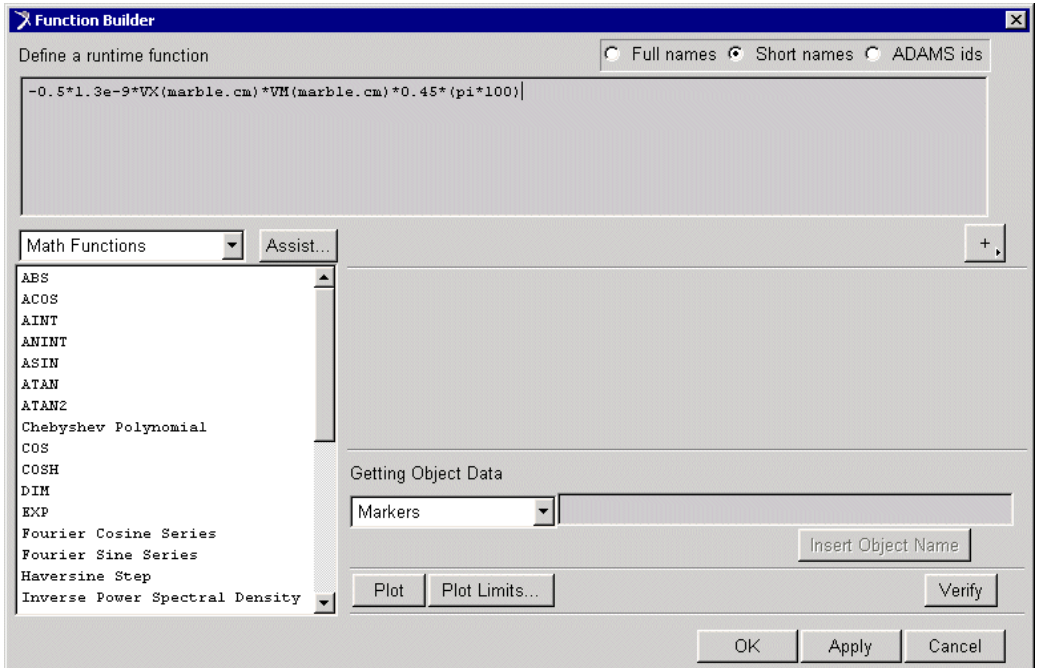 Function Builder
Define a runtime function
Full names Short names ADAMS ids
-0.5*1.3e-9*VX(marble.cm)*VM(marble.cm)*0.45*(pi*100)
Math Functions Assist... +
ABS
ACOS
AINT
ANINT
ASIN
ATAN
ATAN2
Chebyshev Polynomial
COS
COSH
DIM
EXP
Fourier Cosine Series
Fourier Sine Series
Haversine Step
Inverse Power Spectral Density
Getting Object Data
Markers
Insert Object Name
Plot Plot Limits... Verify
OK Apply Cancel